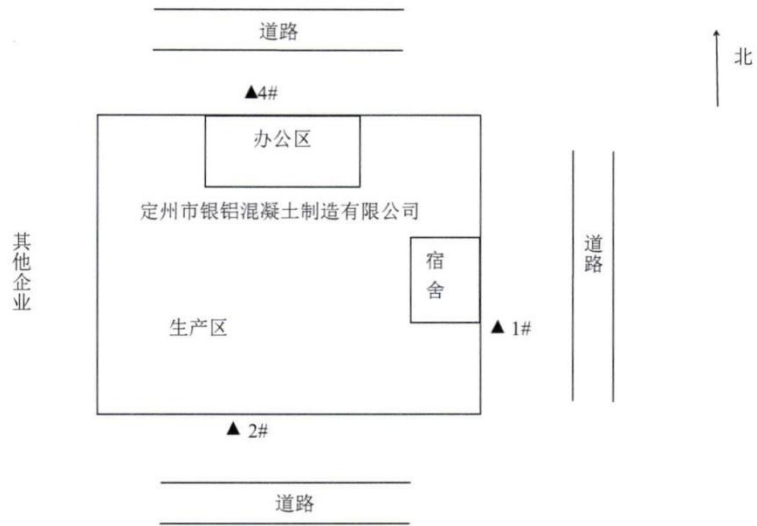 道路
北
▲4#
办公区
定州市银铝混凝土制造有限公司
其他企业
宿舍
道路
生产区
▲ 1#
▲ 2#
道路